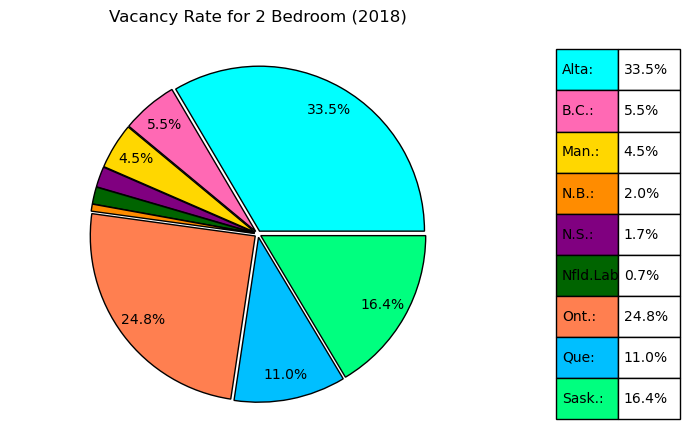 Vacancy Rate for 2 Bedroom (2018)
33.5%
5.5%
4.5%
24.8%
11.0%
16.4%
Alta: 33.5%
B.C.: 5.5%
Man.: 4.5%
N.B.: 2.0%
N.S.: 1.7%
Nfld.Lab 0.7%
Ont.: 24.8%
Que: 11.0%
Sask.: 16.4%